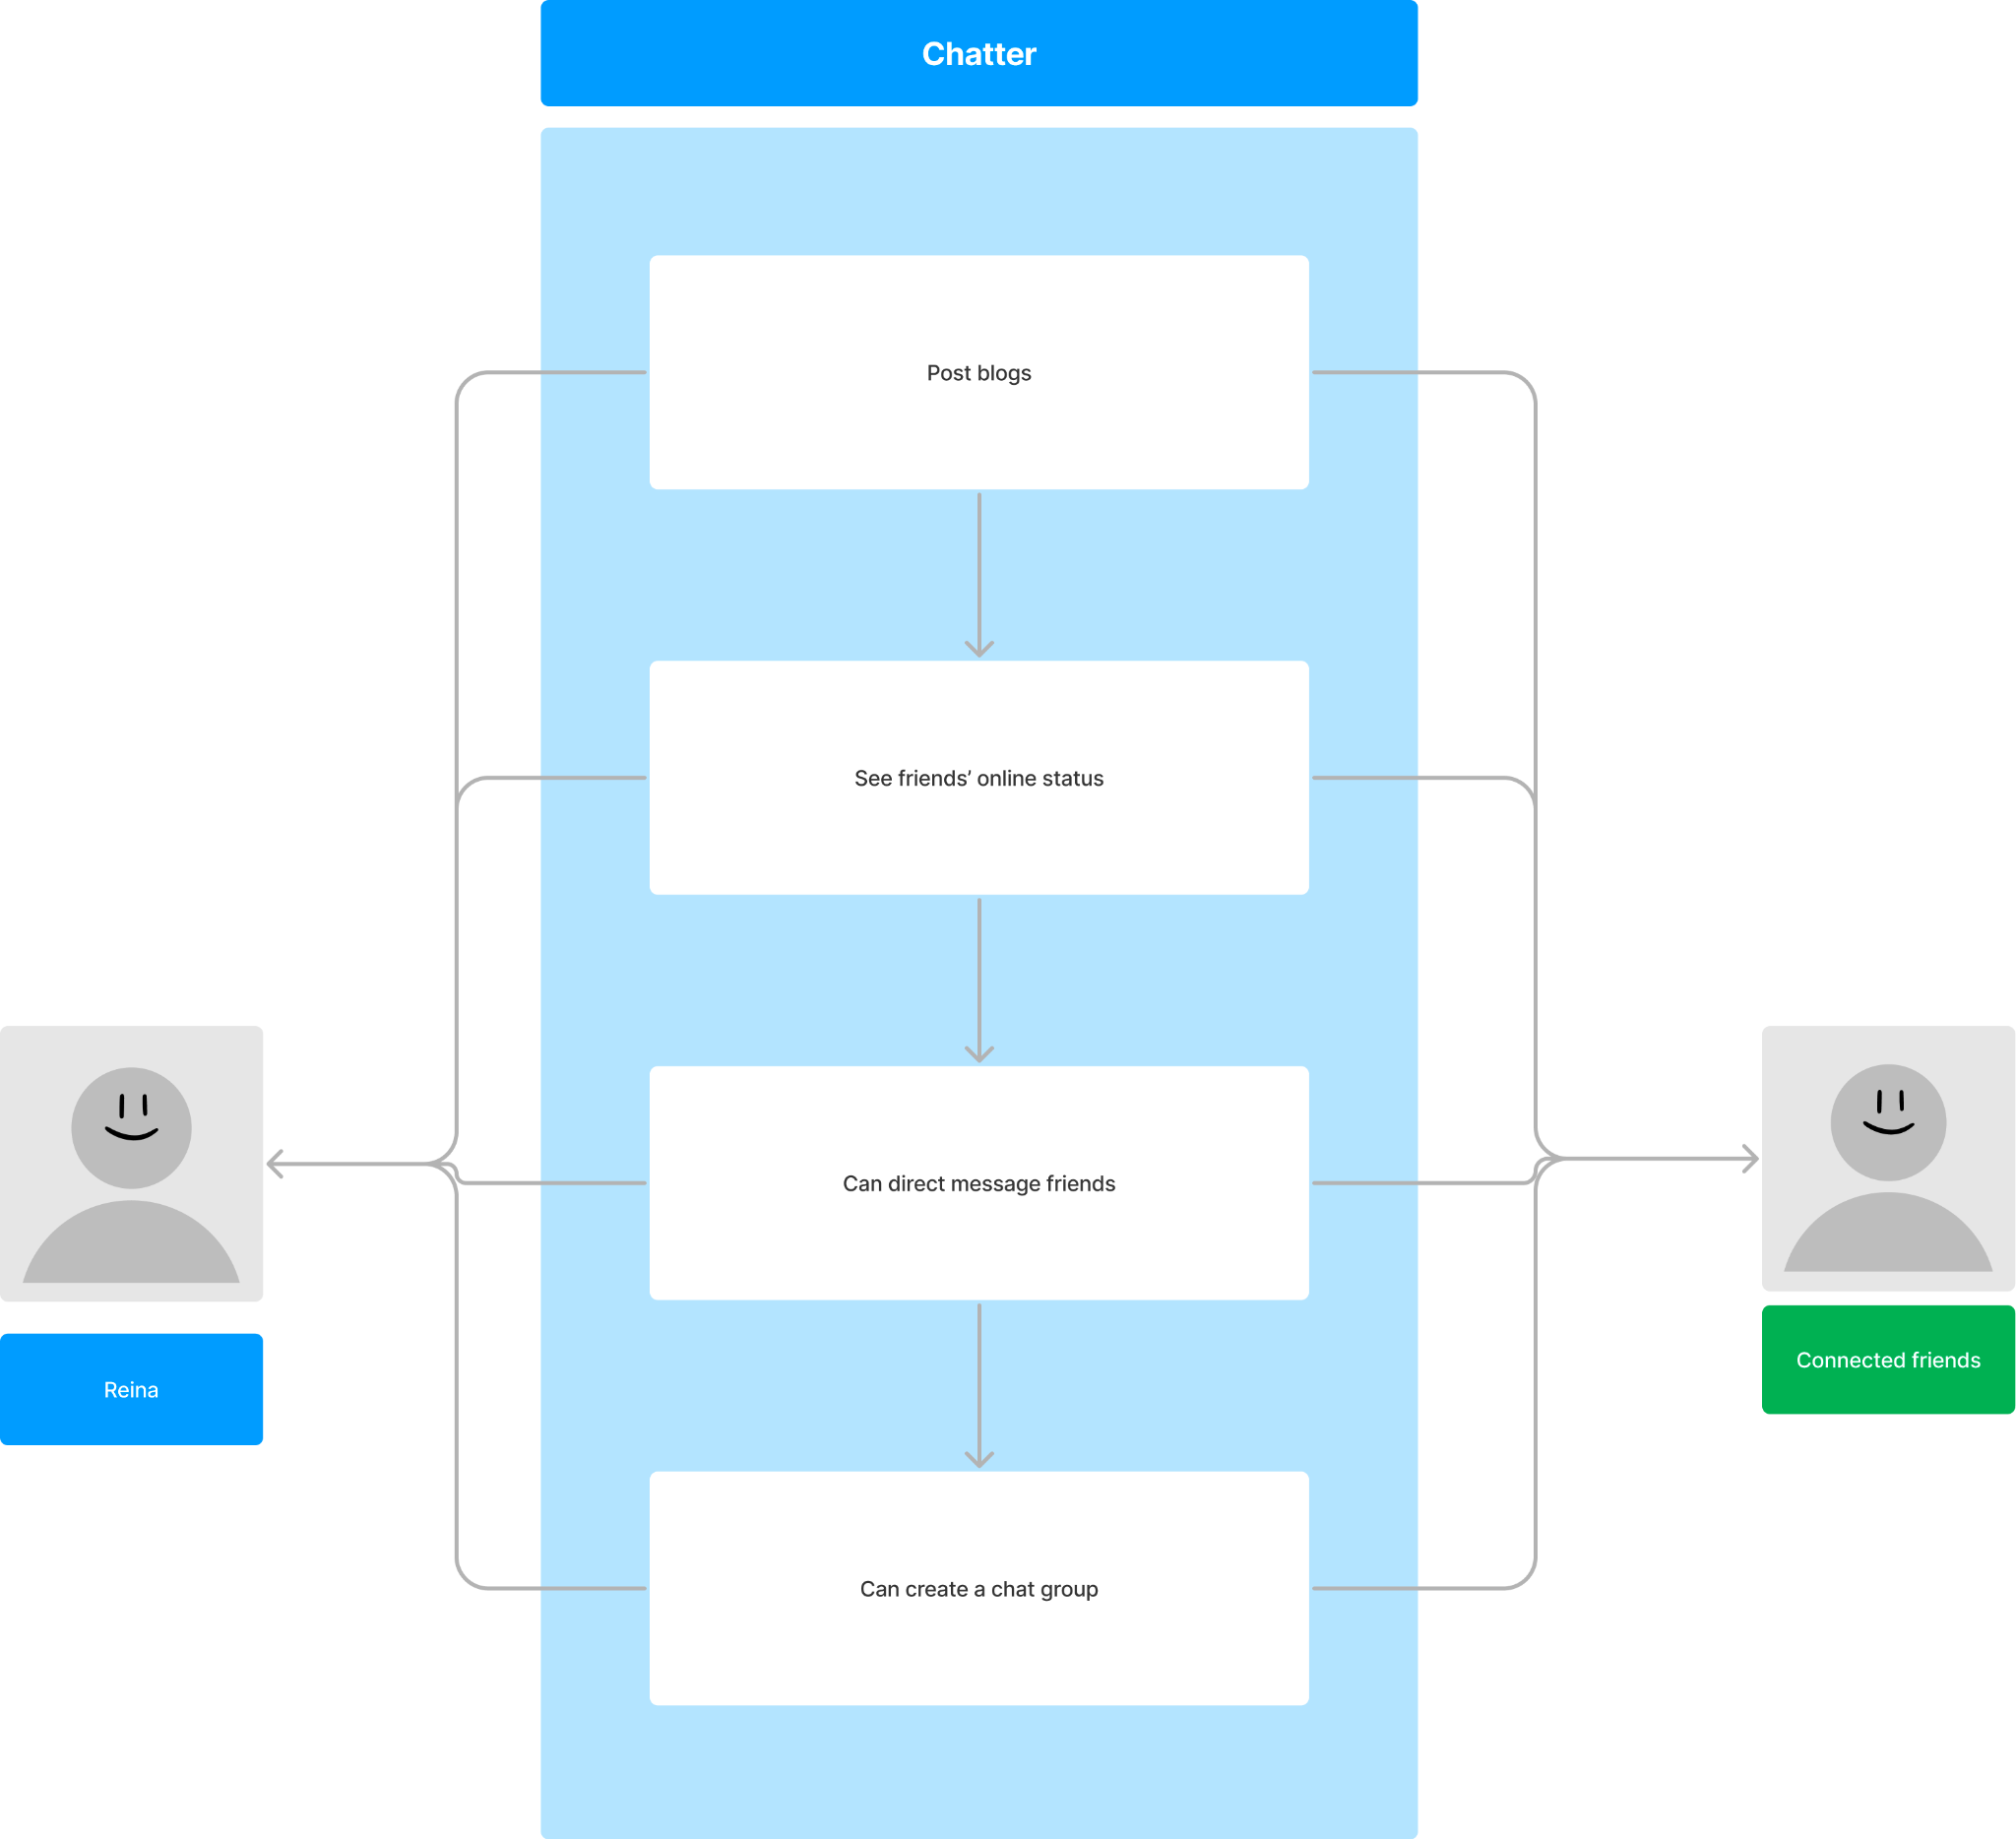 Chatter
Post blogs
See friends’ online status
Can direct message friends
Can create a chat group
Reina
Connected friends